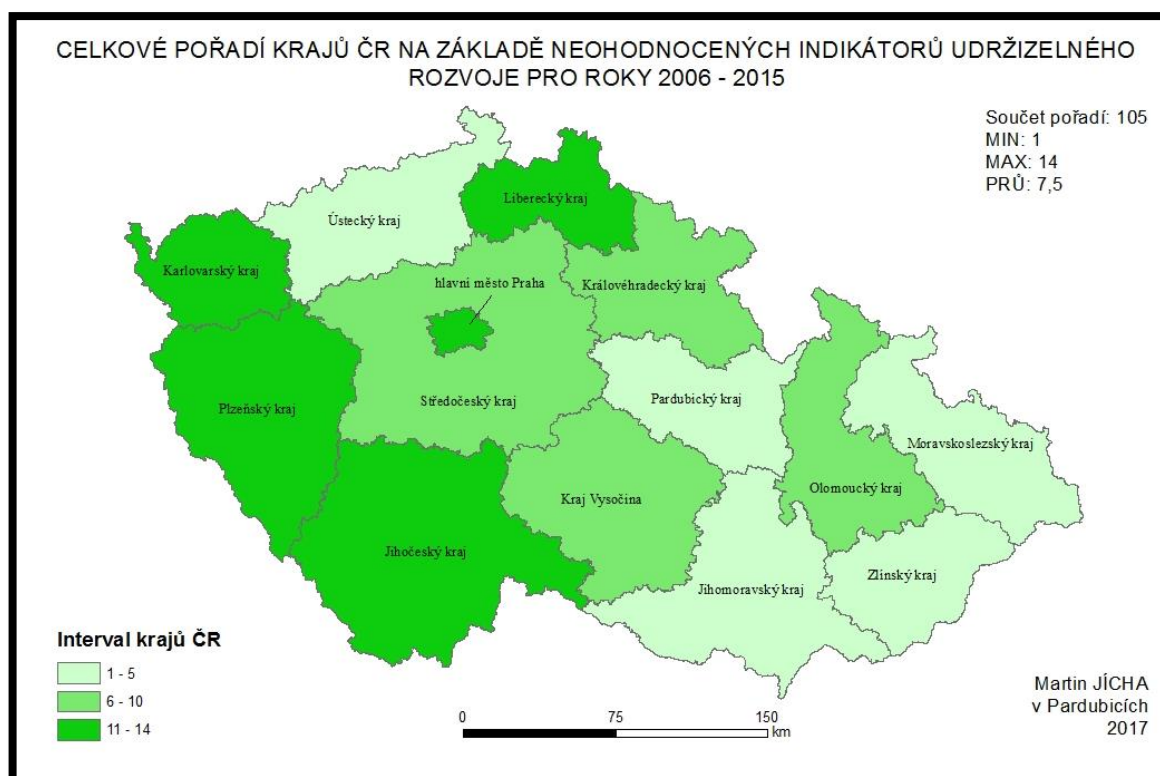 CELKOVÉ POŘADÍ KRAJŮ ČR NA ZÁKLADĚ NEOHODNOCENÝCH INDIKÁTORŮ UDRŽIZELNÉHO
ROZVOJE PRO ROKY 2006 - 2015
Součet pořadí: 105
MIN: 1
MAX: 14
PRŮ: 7,5
Liberecký kraj
Ústecký kraj
Karlovarský kraj
hlavní město Praha
Královéhradecký kraj
Plzeňský kraj
Středočeský kraj
Pardubický kraj
Moravskoslezský kraj
Olomoucký kraj
Kraj Vysočina
Jihočeský kraj
Zlínský kraj
Jihomoravský kraj
Interval krajů ČR
1 - 5
6 - 10
11 - 14
0 75 150
km
Martin JÍCHA
v Pardubicích
2017